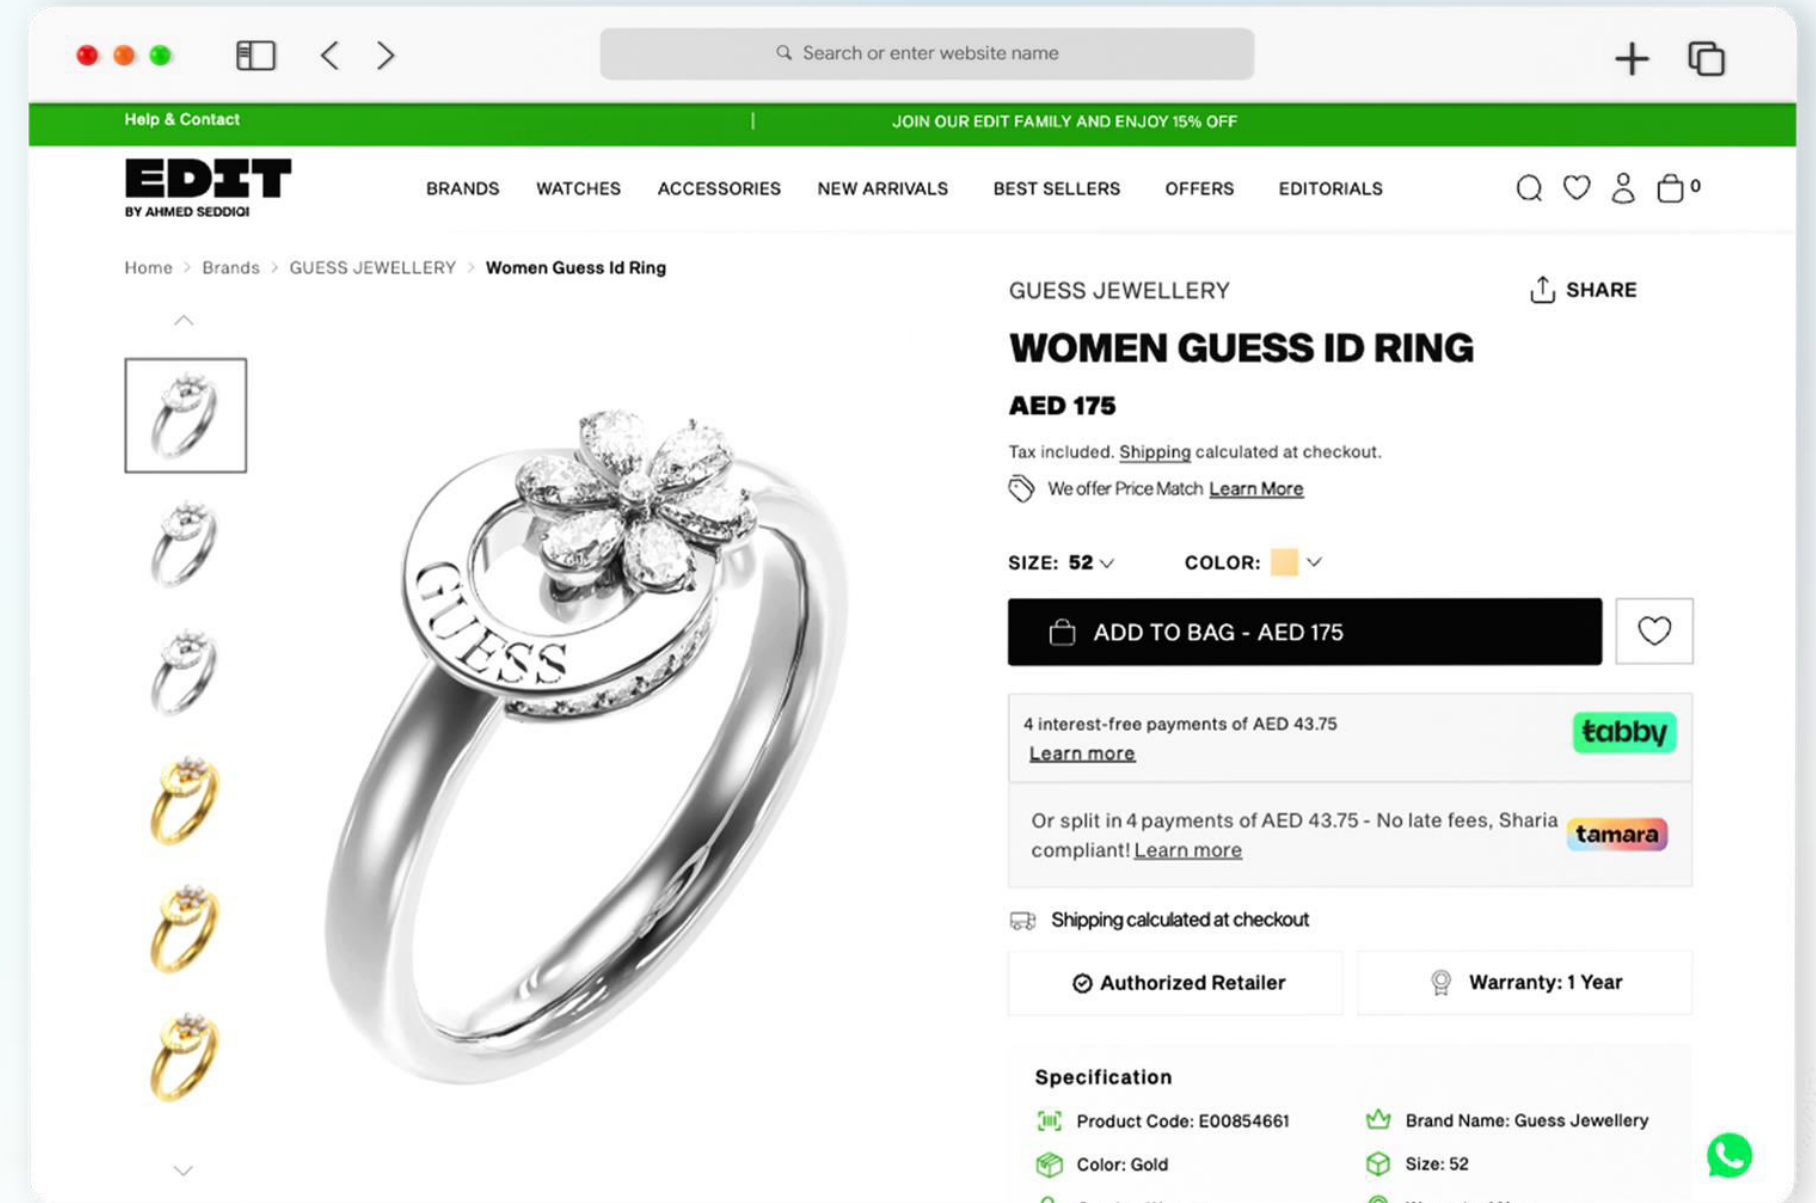 Search or enter website name
Help & Contact | JOIN OUR EDIT FAMILY AND ENJOY 15% OFF
EDIT
BY AHMED SEDDIQI
BRANDS WATCHES ACCESSORIES NEW ARRIVALS BEST SELLERS OFFERS EDITORIALS 0
Home > Brands > GUESS JEWELLERY > Women Guess Id Ring
GUESS JEWELLERY
SHARE
WOMEN GUESS ID RING
AED 175
Tax included. Shipping calculated at checkout.
We offer Price Match Learn More
SIZE: 52 COLOR:
ADD TO BAG - AED 175
4 interest-free payments of AED 43.75
Learn more
tabby
Or split in 4 payments of AED 43.75 - No late fees, Sharia
compliant! Learn more
tamara
Shipping calculated at checkout
Authorized Retailer
Warranty: 1 Year
Specification
Product Code: E00854661
Brand Name: Guess Jewellery
Color: Gold
Size: 52
GUESS